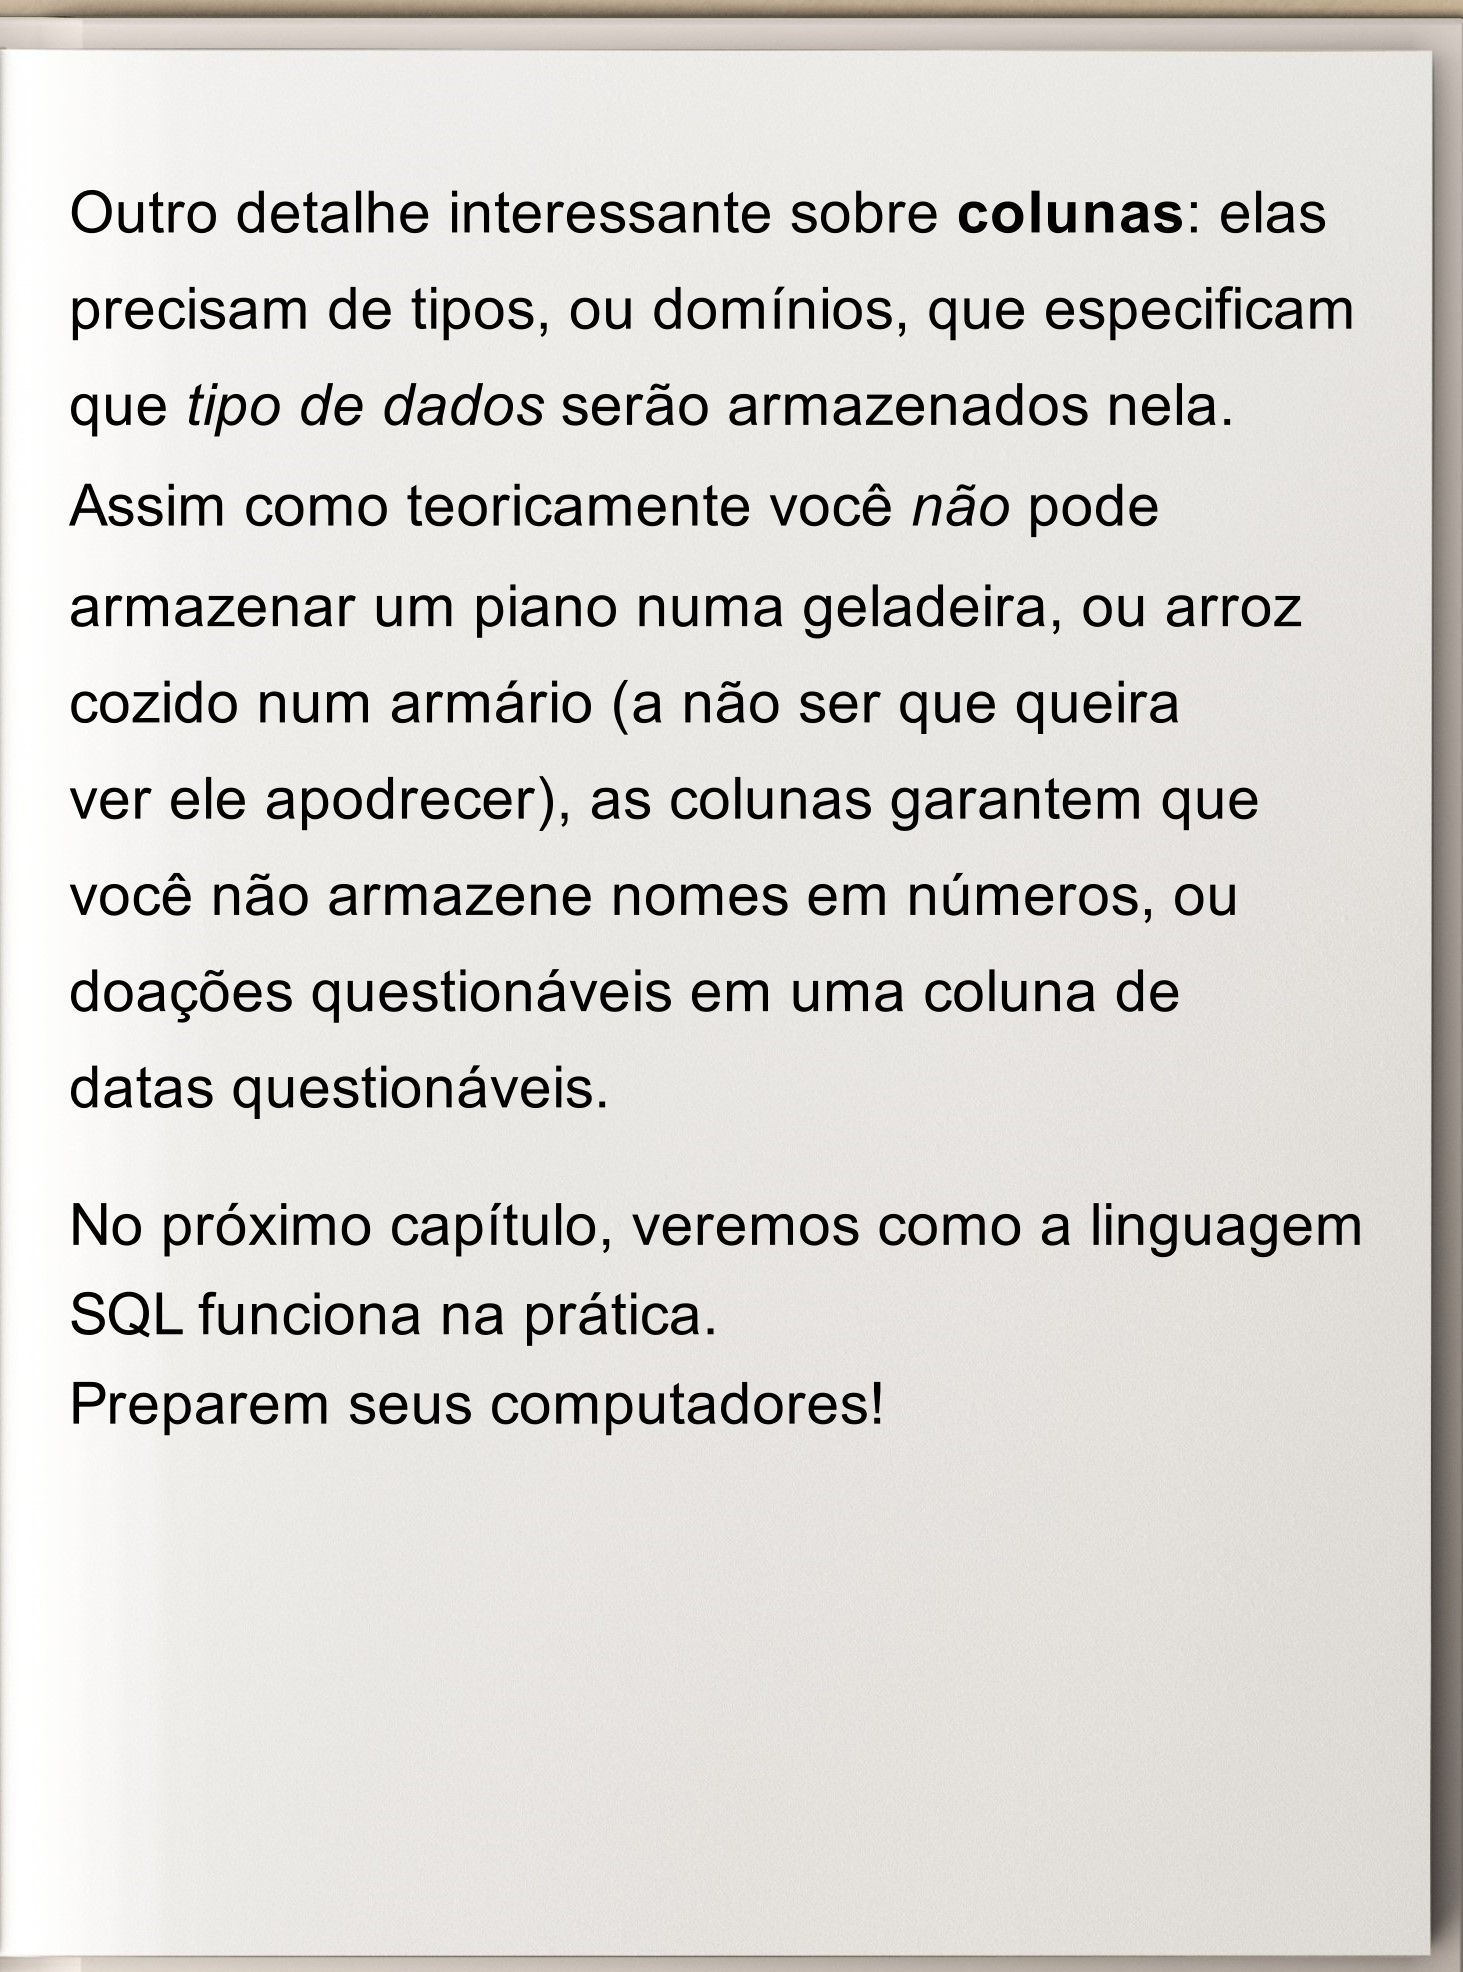 Outro detalhe interessante sobre colunas: elas
precisam de tipos, ou domínios, que especificam
que tipo de dados serão armazenados nela.
Assim como teoricamente você não pode
armazenar um piano numa geladeira, ou arroz
cozido num armário (a não ser que queira
ver ele apodrecer), as colunas garantem que
você não armazene nomes em números, ou
doações questionáveis em uma coluna de
datas questionáveis.
No próximo capítulo, veremos como a linguagem
SQL funciona na prática.
Preparem seus computadores!